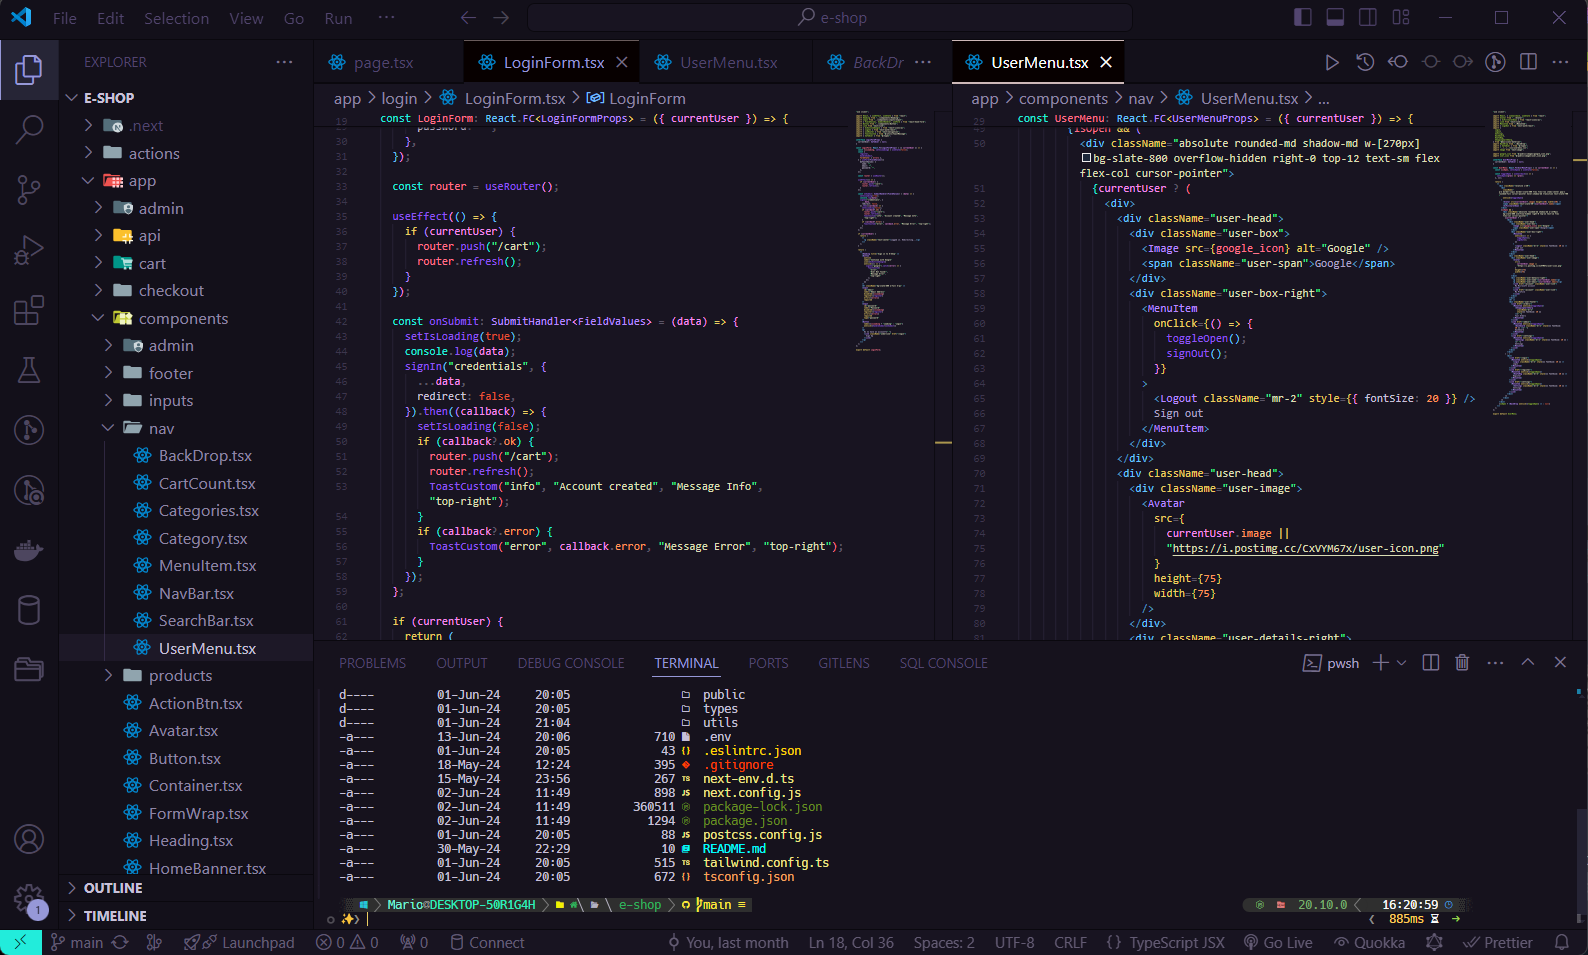 File Edit Selection View Go Run ··· e-shop
EXPLORER ···
E-SHOP
.next
actions
app
admin
api
cart
checkout
components
admin
footer
inputs
nav
BackDrop.tsx
CartCount.tsx
Categories.tsx
Category.tsx
MenuItem.tsx
NavBar.tsx
SearchBar.tsx
UserMenu.tsx
products
ActionBtn.tsx
Avatar.tsx
Button.tsx
Container.tsx
FormWrap.tsx
Heading.tsx
HomeBanner.tsx
OUTLINE
TIMELINE
1
page.tsx LoginForm.tsx UserMenu.tsx BackDr ···
app > login > LoginForm.tsx > LoginForm
19 const LoginForm: React.FC<LoginFormProps> = ({ currentUser }) => {
30 },
31 });
32
33 const router = useRouter();
34
35 useEffect(() => {
36 if (currentUser) {
37 router.push("/cart");
38 router.refresh();
39 }
40 });
41
42 const onSubmit: SubmitHandler<FieldValues> = (data) => {
43 setIsLoading(true);
44 console.log(data);
45 signIn("credentials", {
46 ...data,
47 redirect: false,
48 }).then((callback) => {
49 setIsLoading(false);
50 if (callback?.ok) {
51 router.push("/cart");
52 router.refresh();
53 ToastCustom("info", "Account created", "Message Info",
"top-right");
54 }
55 if (callback?.error) {
56 ToastCustom("error", callback.error, "Message Error", "top-right");
57 }
58 });
59 };
60
61 if (currentUser) {
62 return (
UserMenu.tsx
app > components > nav > UserMenu.tsx > ...
29 const UserMenu: React.FC<UserMenuProps> = ({ currentUser }) => {
49 {isOpen && (
50 <div className="absolute rounded-md shadow-md w-[270px]
bg-slate-800 overflow-hidden right-0 top-12 text-sm flex
flex-col cursor-pointer">
51 {currentUser ? (
52 <div>
53 <div className="user-head">
54 <div className="user-box">
55 <Image src={google_icon} alt="Google" />
56 <span className="user-span">Google</span>
57 </div>
58 <div className="user-box-right">
59 <MenuItem
60 onClick={() => {
61 toggleOpen();
62 signOut();
63 }}
64 >
65 <Logout className="mr-2" style={{ fontSize: 20 }} />
66 Sign out
67 </MenuItem>
68 </div>
69 </div>
70 <div className="user-head">
71 <div className="user-image">
72 <Avatar
73 src={
74 currentUser.image ||
75 "https://i.postimg.cc/CxVYM67x/user-icon.png"
76 }
77 height={75}
78 width={75}
79 />
80 </div>
81 <div className="user-details-right">
PROBLEMS OUTPUT DEBUG CONSOLE TERMINAL PORTS GITLENS SQL CONSOLE pwsh ···
d---- 01-Jun-24 20:05 public
d---- 01-Jun-24 20:05 types
d---- 01-Jun-24 21:04 utils
-a--- 13-Jun-24 20:06 710 .env
-a--- 01-Jun-24 20:05 43 {} .eslintrc.json
-a--- 18-May-24 12:24 395 .gitignore
-a--- 15-May-24 23:56 267 TS next-env.d.ts
-a--- 02-Jun-24 11:49 898 JS next.config.js
-a--- 02-Jun-24 11:49 360511 package-lock.json
-a--- 02-Jun-24 11:49 1294 package.json
-a--- 01-Jun-24 20:05 88 JS postcss.config.js
-a--- 30-May-24 22:29 10 README.md
-a--- 01-Jun-24 20:05 515 TS tailwind.config.ts
-a--- 01-Jun-24 20:05 672 {} tsconfig.json
Mario@DESKTOP-50R1G4H > \ \ e-shop > main ≡ 20.10.0 < 16:20:59
< 885ms
main Launchpad 0 0 0 Connect You, last month Ln 18, Col 36 Spaces: 2 UTF-8 CRLF {} TypeScript JSX Go Live Quokka Prettier